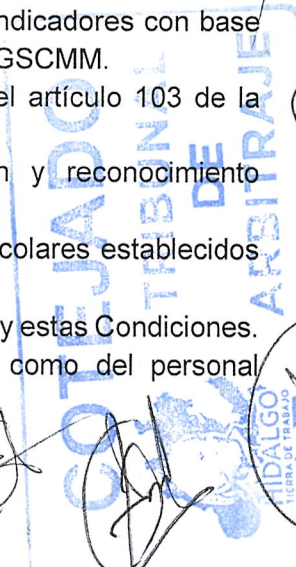 ndicadores con base
GSCMM.
el artículo 103 de la
n y reconocimiento
colares establecidos
y estas Condiciones.
como del personal
COTEJADO
TRIBUNAL
DE
ARBITRAJE
HIDALGO
TIERRA DE TRABAJO